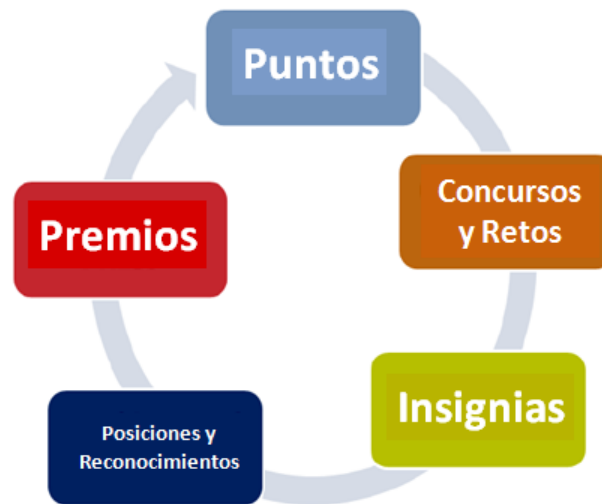 Puntos
Concursos
y Retos
Insignias
Posiciones y
Reconocimientos
Premios